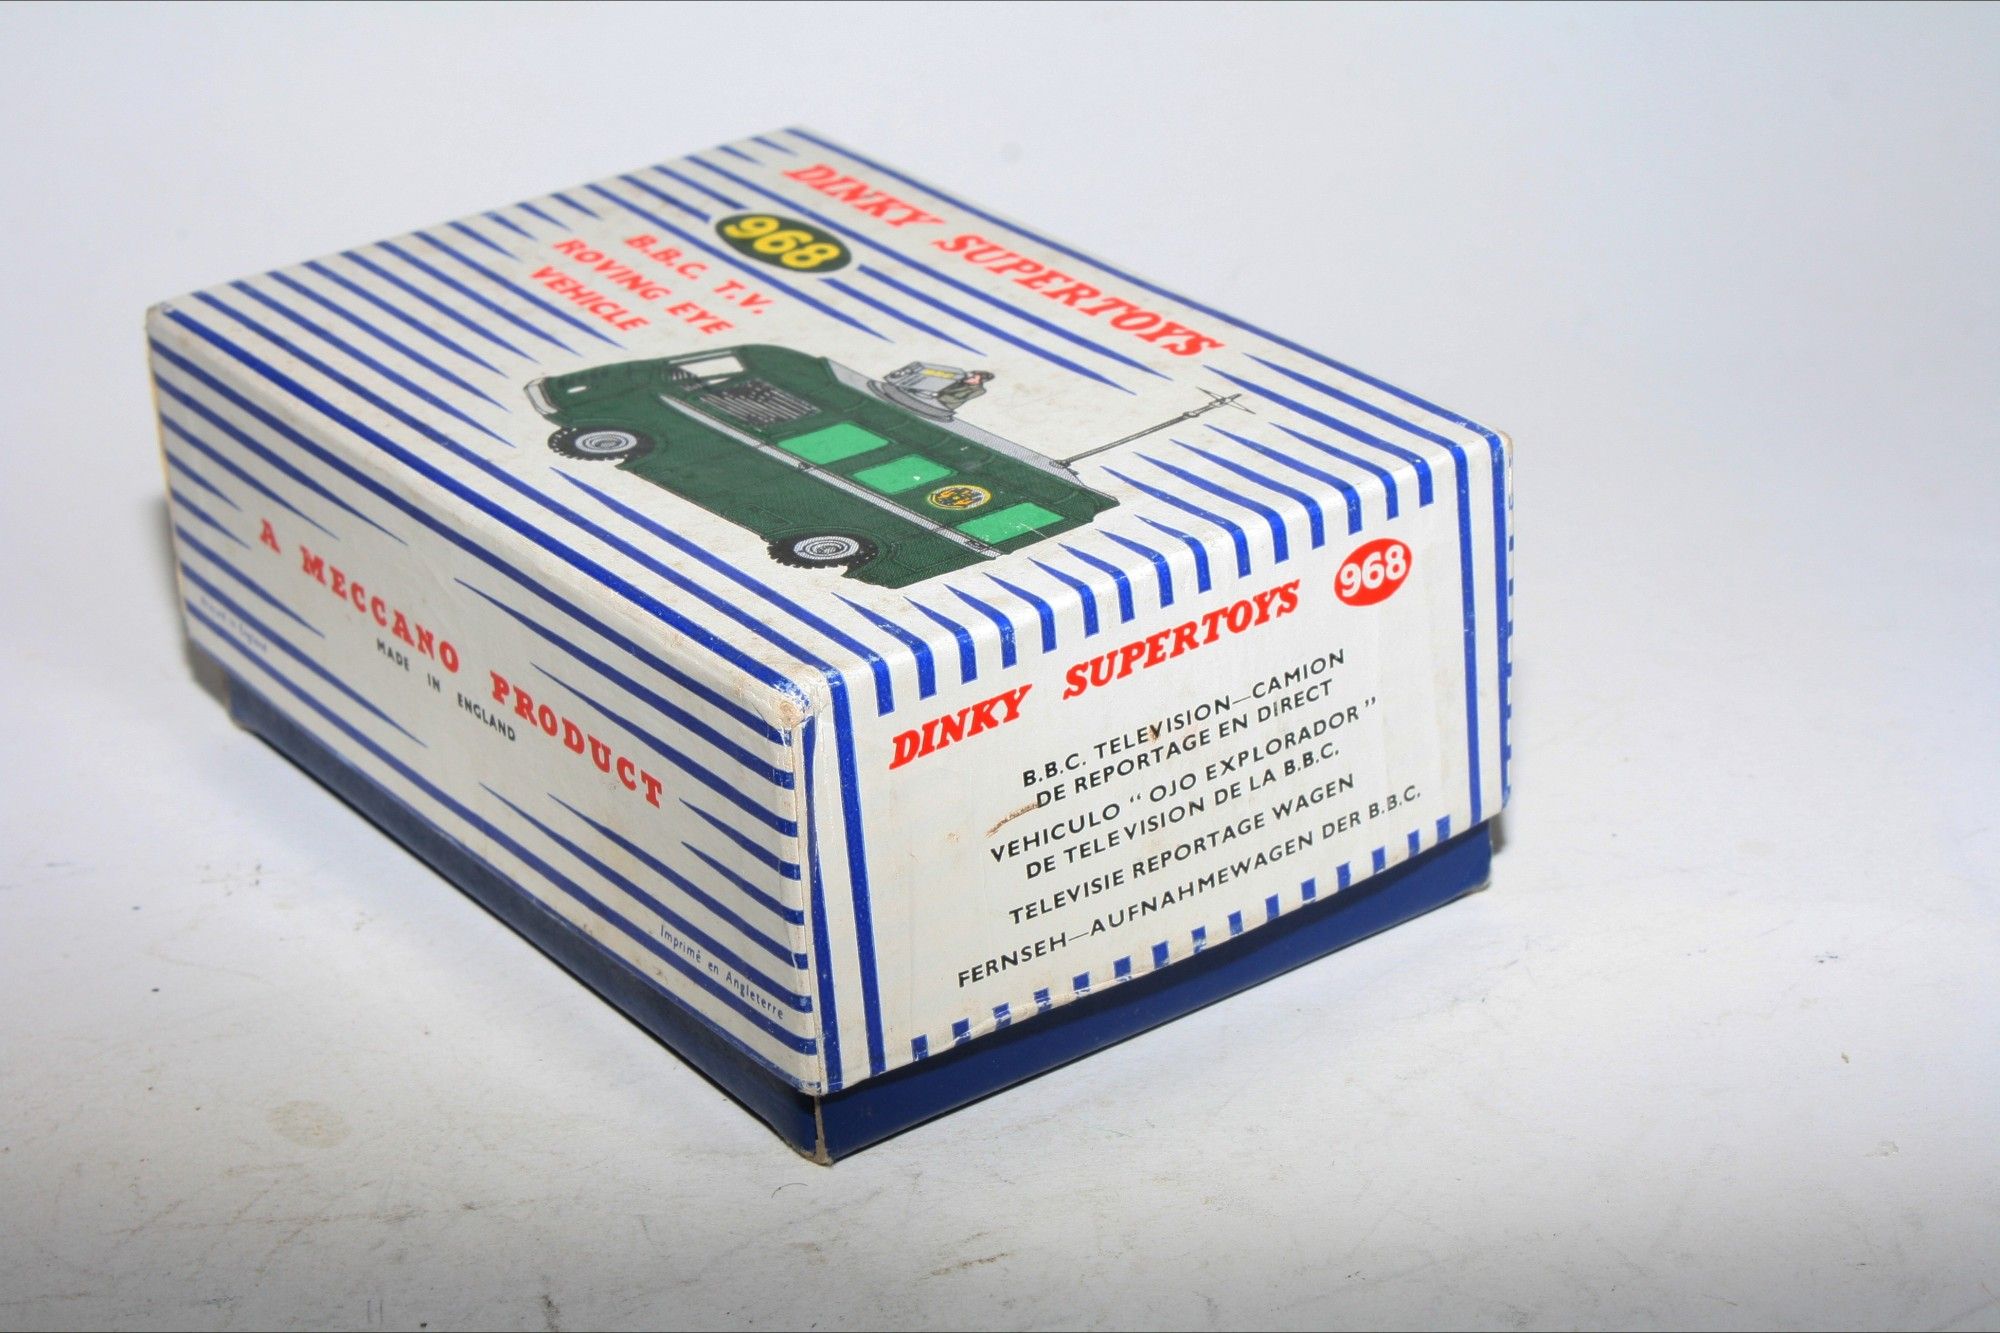 DINKY SUPERTOYS
968
B.B.C. T.V.
ROVING EYE
VEHICLE
A MECCANO PRODUCT
MADE IN ENGLAND
Imprimé en Angleterre
DINKY SUPERTOYS 968
B.B.C. TELEVISION—CAMION
DE REPORTAGE EN DIRECT
VEHICULO “ OJO EXPLORADOR ”
DE TELEVISION DE LA B.B.C.
TELEVISIE REPORTAGE WAGEN
FERNSEH—AUFNAHMEWAGEN DER B.B.C.